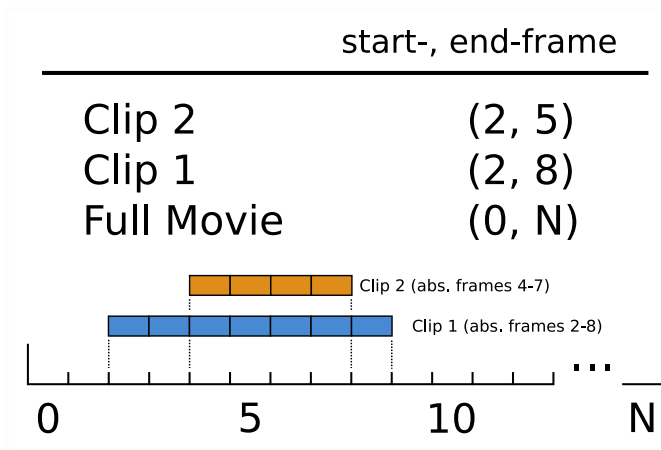 start-, end-frame
Clip 2 (2, 5)
Clip 1 (2, 8)
Full Movie (0, N)
Clip 2 (abs. frames 4-7)
Clip 1 (abs. frames 2-8)
...
0 5 10 N